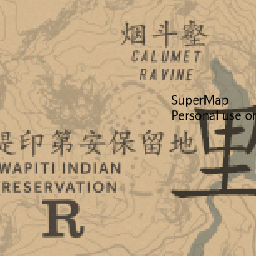 烟斗壑
CALUMET
RAVINE
SuperMap
Personal use on
提印第安保留地
WAPITI INDIAN
RESERVATION
R